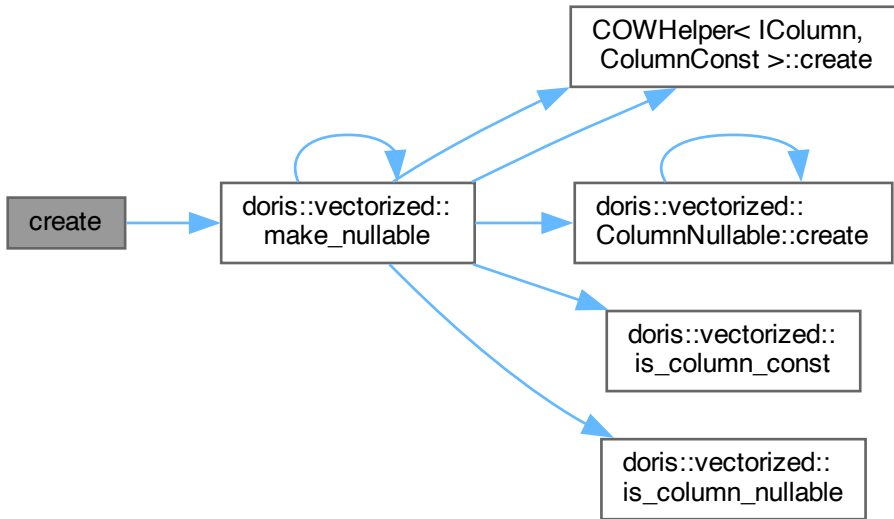 create
doris::vectorized::
make_nullable
COWHelper< IColumn,
ColumnConst >::create
doris::vectorized::
ColumnNullable::create
doris::vectorized::
is_column_const
doris::vectorized::
is_column_nullable